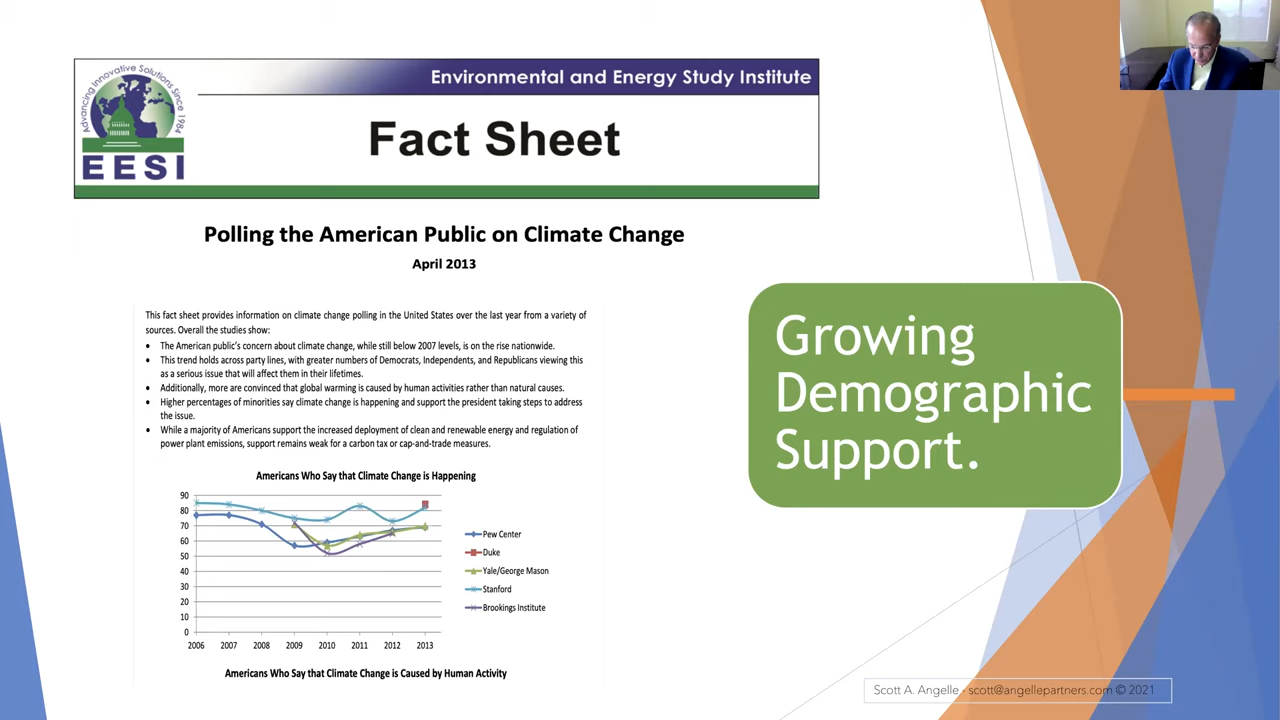 Advancing Innovative Solutions Since 1984
EESI
Environmental and Energy Study Institute
Fact Sheet
Polling the American Public on Climate Change
April 2013
This fact sheet provides information on climate change polling in the United States over the last year from a variety of
sources. Overall the studies show:
• The American public's concern about climate change, while still below 2007 levels, is on the rise nationwide.
• This trend holds across party lines, with greater numbers of Democrats, Independents, and Republicans viewing this
as a serious issue that will affect them in their lifetimes.
• Additionally, more are convinced that global warming is caused by human activities rather than natural causes.
• Higher percentages of minorities say climate change is happening and support the president taking steps to address
the issue.
• While a majority of Americans support the increased deployment of clean and renewable energy and regulation of
power plant emissions, support remains weak for a carbon tax or cap-and-trade measures.
Americans Who Say that Climate Change is Happening
90
80
70
60
50
40
30
20
10
0
2006 2007 2008 2009 2010 2011 2012 2013
Pew Center
Duke
Yale/George Mason
Stanford
Brookings Institute
Americans Who Say that Climate Change is Caused by Human Activity
Growing
Demographic
Support.
Scott A. Angelle - scott@angellepartners.com © 2021